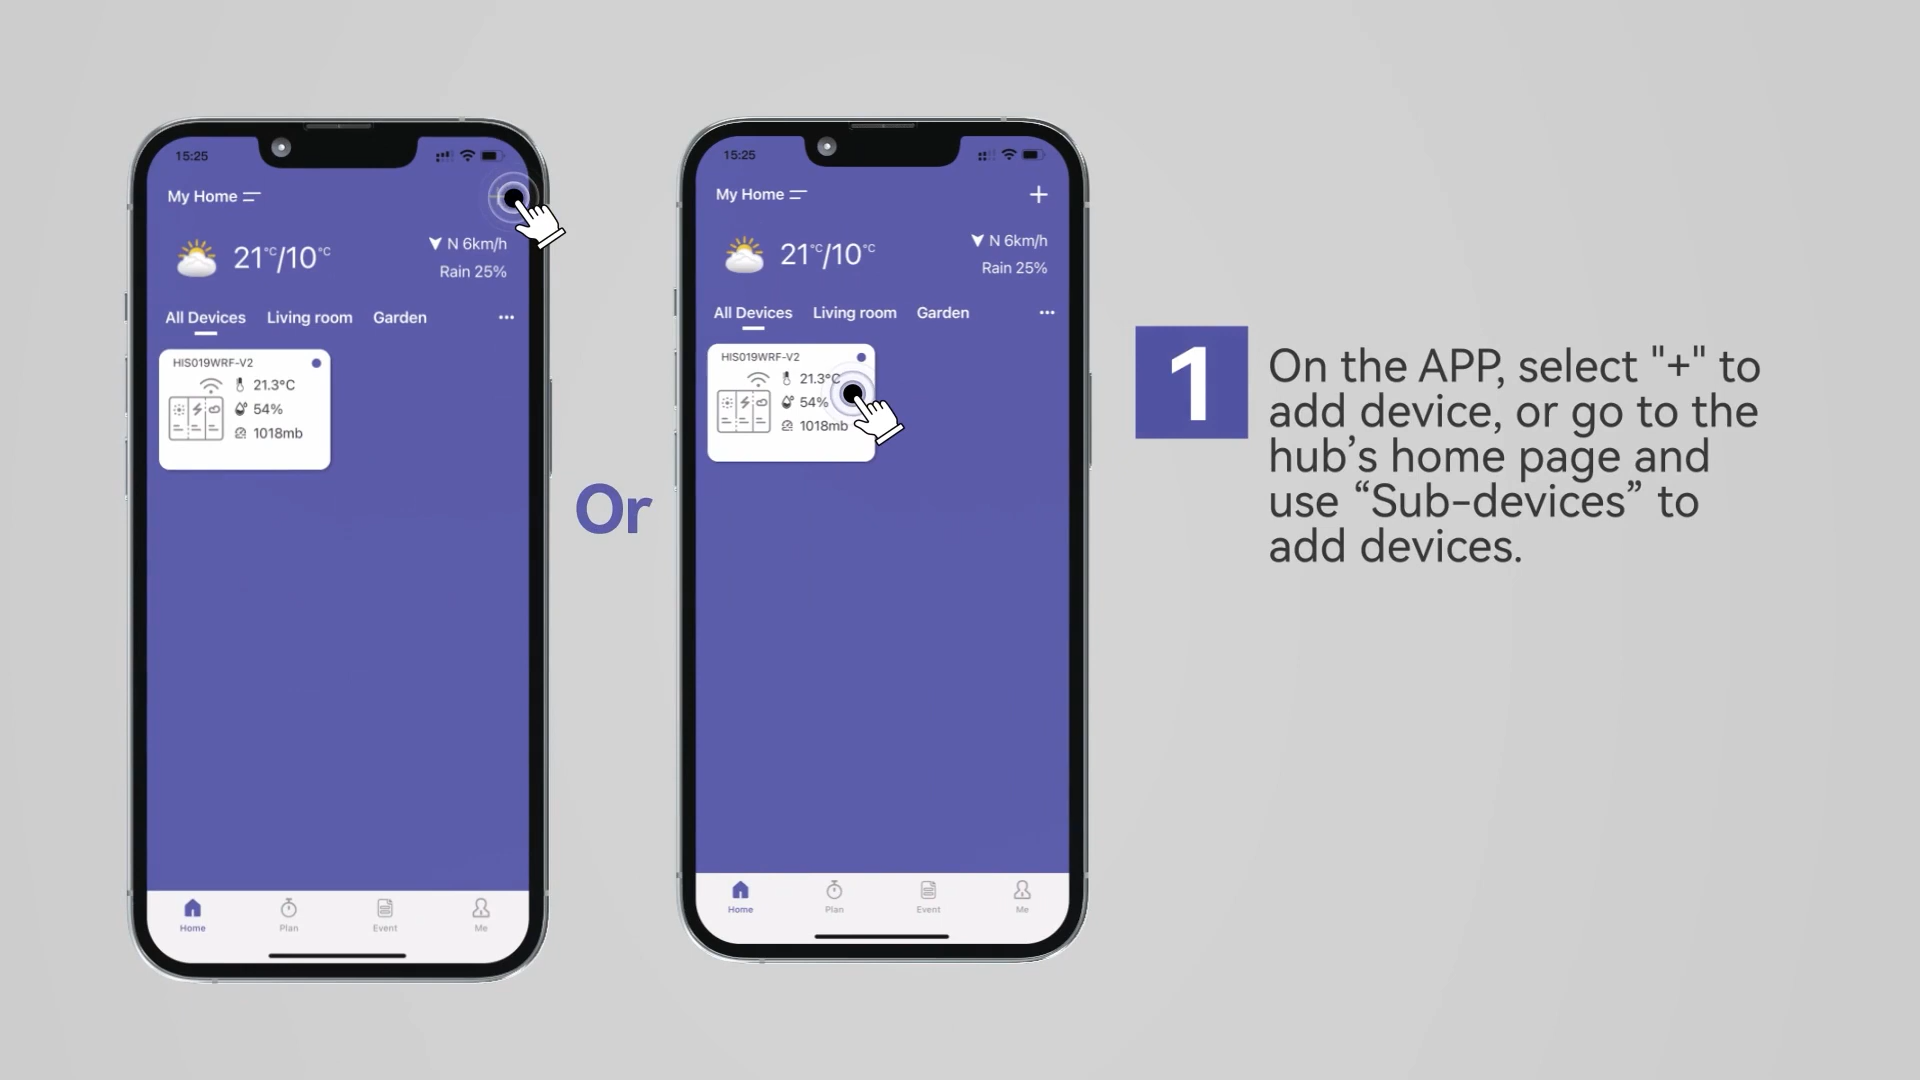 15:25
My Home
21°C/10°C
N 6km/h
Rain 25%
All Devices Living room Garden ...
HIS019WRF-V2
21.3°C
54%
1018mb
Home Plan Event Me
Or
15:25
My Home +
21°C/10°C
N 6km/h
Rain 25%
All Devices Living room Garden ...
HIS019WRF-V2
21.3°C
54%
1018mb
Home Plan Event Me
1
On the APP, select "+" to
add device, or go to the
hub’s home page and
use “Sub-devices” to
add devices.